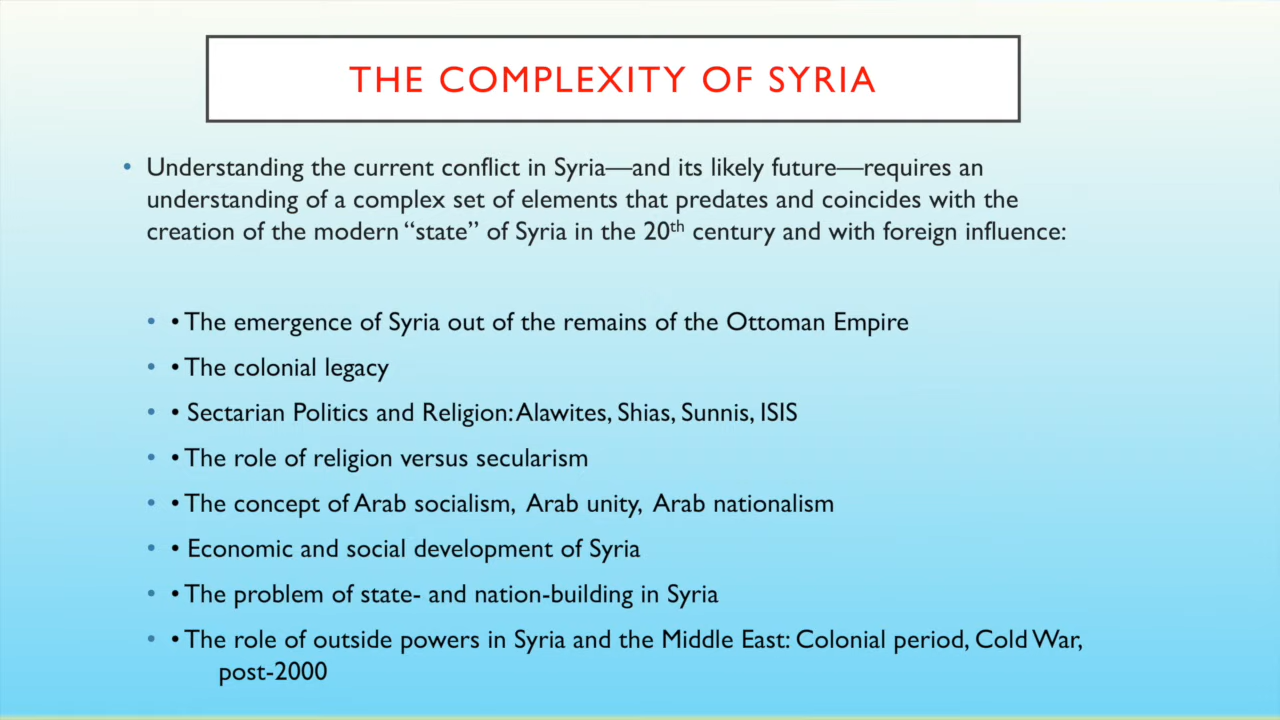 THE COMPLEXITY OF SYRIA
• Understanding the current conflict in Syria—and its likely future—requires an
understanding of a complex set of elements that predates and coincides with the
creation of the modern “state” of Syria in the 20th century and with foreign influence:
• • The emergence of Syria out of the remains of the Ottoman Empire
• • The colonial legacy
• • Sectarian Politics and Religion: Alawites, Shias, Sunnis, ISIS
• • The role of religion versus secularism
• • The concept of Arab socialism, Arab unity, Arab nationalism
• • Economic and social development of Syria
• • The problem of state- and nation-building in Syria
• • The role of outside powers in Syria and the Middle East: Colonial period, Cold War,
post-2000